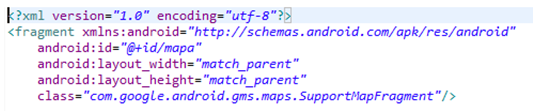 <?xml version="1.0" encoding="utf-8"?>
<fragment xmlns:android="http://schemas.android.com/apk/res/android"
    android:id="@+id/mapa"
    android:layout_width="match_parent"
    android:layout_height="match_parent"
    class="com.google.android.gms.maps.SupportMapFragment"/>